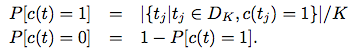 P[c(t) = 1] = |{t_j|t_j ∈ D_K, c(t_j) = 1}|/K
P[c(t) = 0] = 1 − P[c(t) = 1].